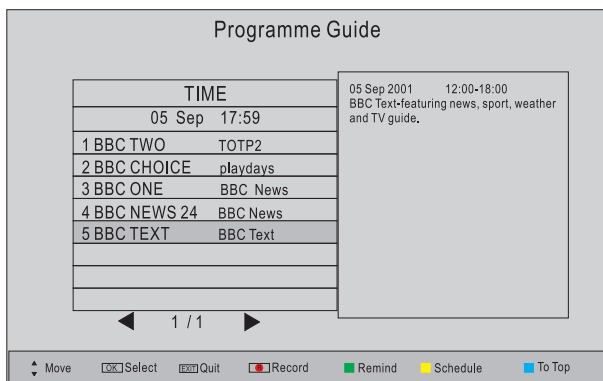 Programme Guide
TIME
05 Sep 17:59
1 BBC TWO TOTP2
2 BBC CHOICE playdays
3 BBC ONE BBC News
4 BBC NEWS 24 BBC News
5 BBC TEXT BBC Text
1 / 1
05 Sep 2001 12:00-18:00
BBC Text-featuring news, sport, weather
and TV guide.
Move OK Select EXIT Quit R Record Remind Schedule To Top